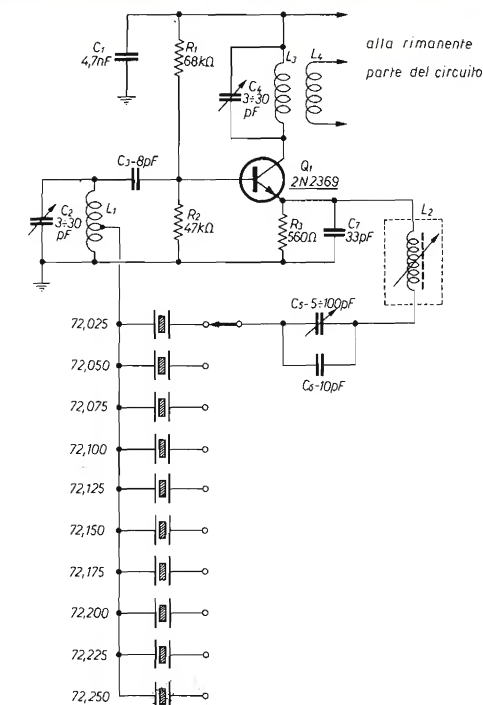 C1
4,7nF
R1
68kΩ
C4
3÷30
pF
L3
L4
alla rimanente
parte del circuito
C3-8pF
Q1
2N2369
C2
3÷30
pF
L1
R2
47kΩ
R3
560Ω
C7
33pF
L2
C5-5÷100pF
C6-10pF
72,025
72,050
72,075
72,100
72,125
72,150
72,175
72,200
72,225
72,250